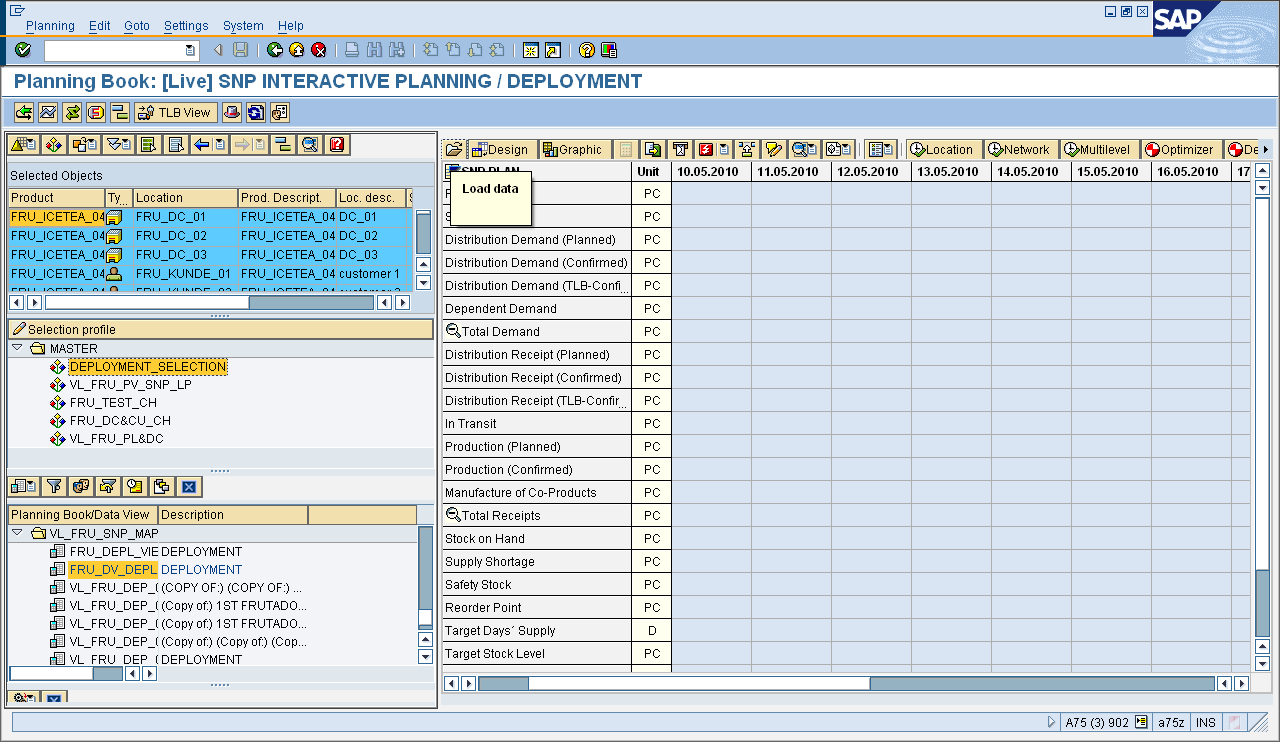 Planning Edit Goto Settings System Help
SAP
Planning Book: [Live] SNP INTERACTIVE PLANNING / DEPLOYMENT
TLB View
Design Graphic Location Network Multilevel Optimizer De
Selected Objects
Product Ty... Location Prod. Descript. Loc. desc.
FRU_ICETEA_04 FRU_DC_01 FRU_ICETEA_04 DC_01
FRU_ICETEA_04 FRU_DC_02 FRU_ICETEA_04 DC_02
FRU_ICETEA_04 FRU_DC_03 FRU_ICETEA_04 DC_03
FRU_ICETEA_04 FRU_KUNDE_01 FRU_ICETEA_04 customer 1
Selection profile
MASTER
DEPLOYMENT_SELECTION
VL_FRU_PV_SNP_LP
FRU_TEST_CH
FRU_DC&CU_CH
VL_FRU_PL&DC
Planning Book/Data View Description
VL_FRU_SNP_MAP
FRU_DEPL_VIE DEPLOYMENT
FRU_DV_DEPL DEPLOYMENT
VL_FRU_DEP_( (COPY OF:) (COPY OF:) ...
VL_FRU_DEP_( (Copy of:) 1ST FRUTADO...
VL_FRU_DEP_( (Copy of:) 1ST FRUTADO...
VL_FRU_DEP_( (Copy of:) (Copy of:) (Cop...
VL_FRU_DEP_( DEPLOYMENT
SNP PLAN Unit 10.05.2010 11.05.2010 12.05.2010 13.05.2010 14.05.2010 15.05.2010 16.05.2010 17
Load data
PC
PC
Distribution Demand (Planned) PC
Distribution Demand (Confirmed) PC
Distribution Demand (TLB-Confi... PC
Dependent Demand PC
Total Demand PC
Distribution Receipt (Planned) PC
Distribution Receipt (Confirmed) PC
Distribution Receipt (TLB-Confir... PC
In Transit PC
Production (Planned) PC
Production (Confirmed) PC
Manufacture of Co-Products PC
Total Receipts PC
Stock on Hand PC
Supply Shortage PC
Safety Stock PC
Reorder Point PC
Target Days´ Supply D
Target Stock Level PC
A75 (3) 902 a75z INS